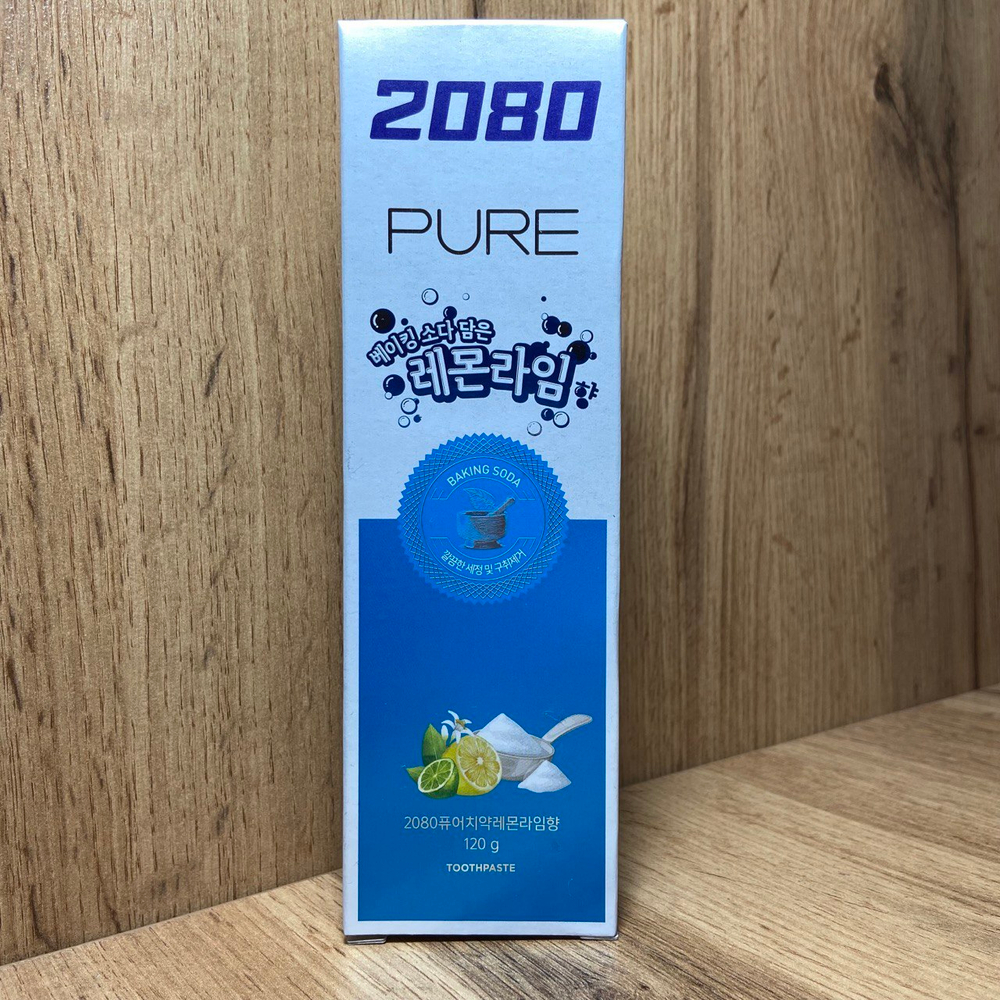 2080
PURE
베이킹 소다 담은
레몬라임향
BAKING SODA
깔끔한 세정 및 구취제거
2080퓨어치약레몬라임향
120 g
TOOTHPASTE